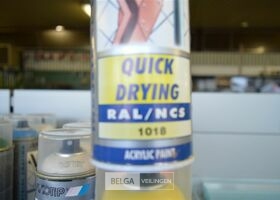 QUICK
DRYING
RAL/NCS
1018
ACRYLIC PAINT
BELGA VEILINGEN